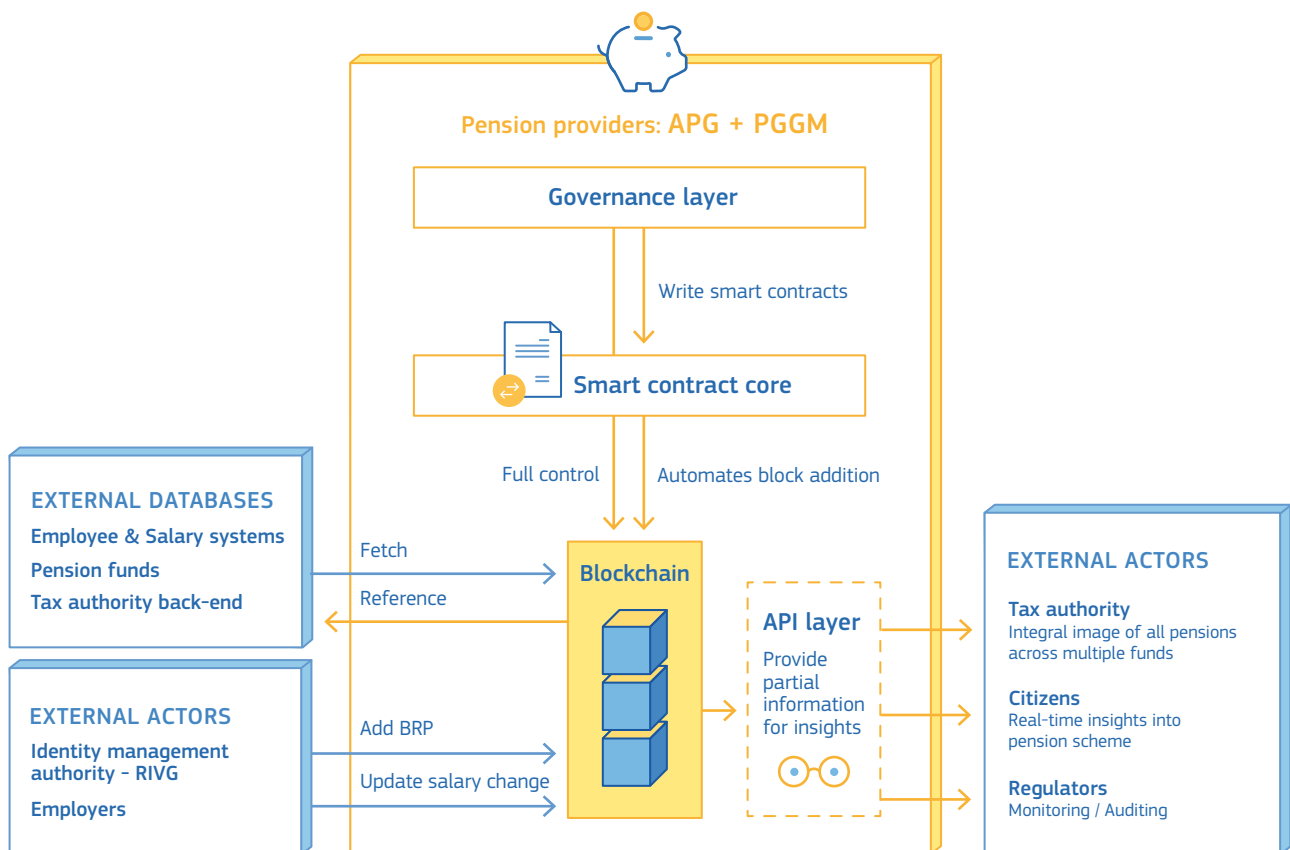 Pension providers: APG + PGGM
Governance layer
Write smart contracts
Smart contract core
Full control
Automates block addition
EXTERNAL DATABASES
Employee & Salary systems
Pension funds
Tax authority back-end
Fetch
Reference
EXTERNAL ACTORS
Identity management
authority - RIVG
Employers
Add BRP
Update salary change
Blockchain
API layer
Provide
partial
information
for insights
EXTERNAL ACTORS
Tax authority
Integral image of all pensions
across multiple funds
Citizens
Real-time insights into
pension scheme
Regulators
Monitoring / Auditing